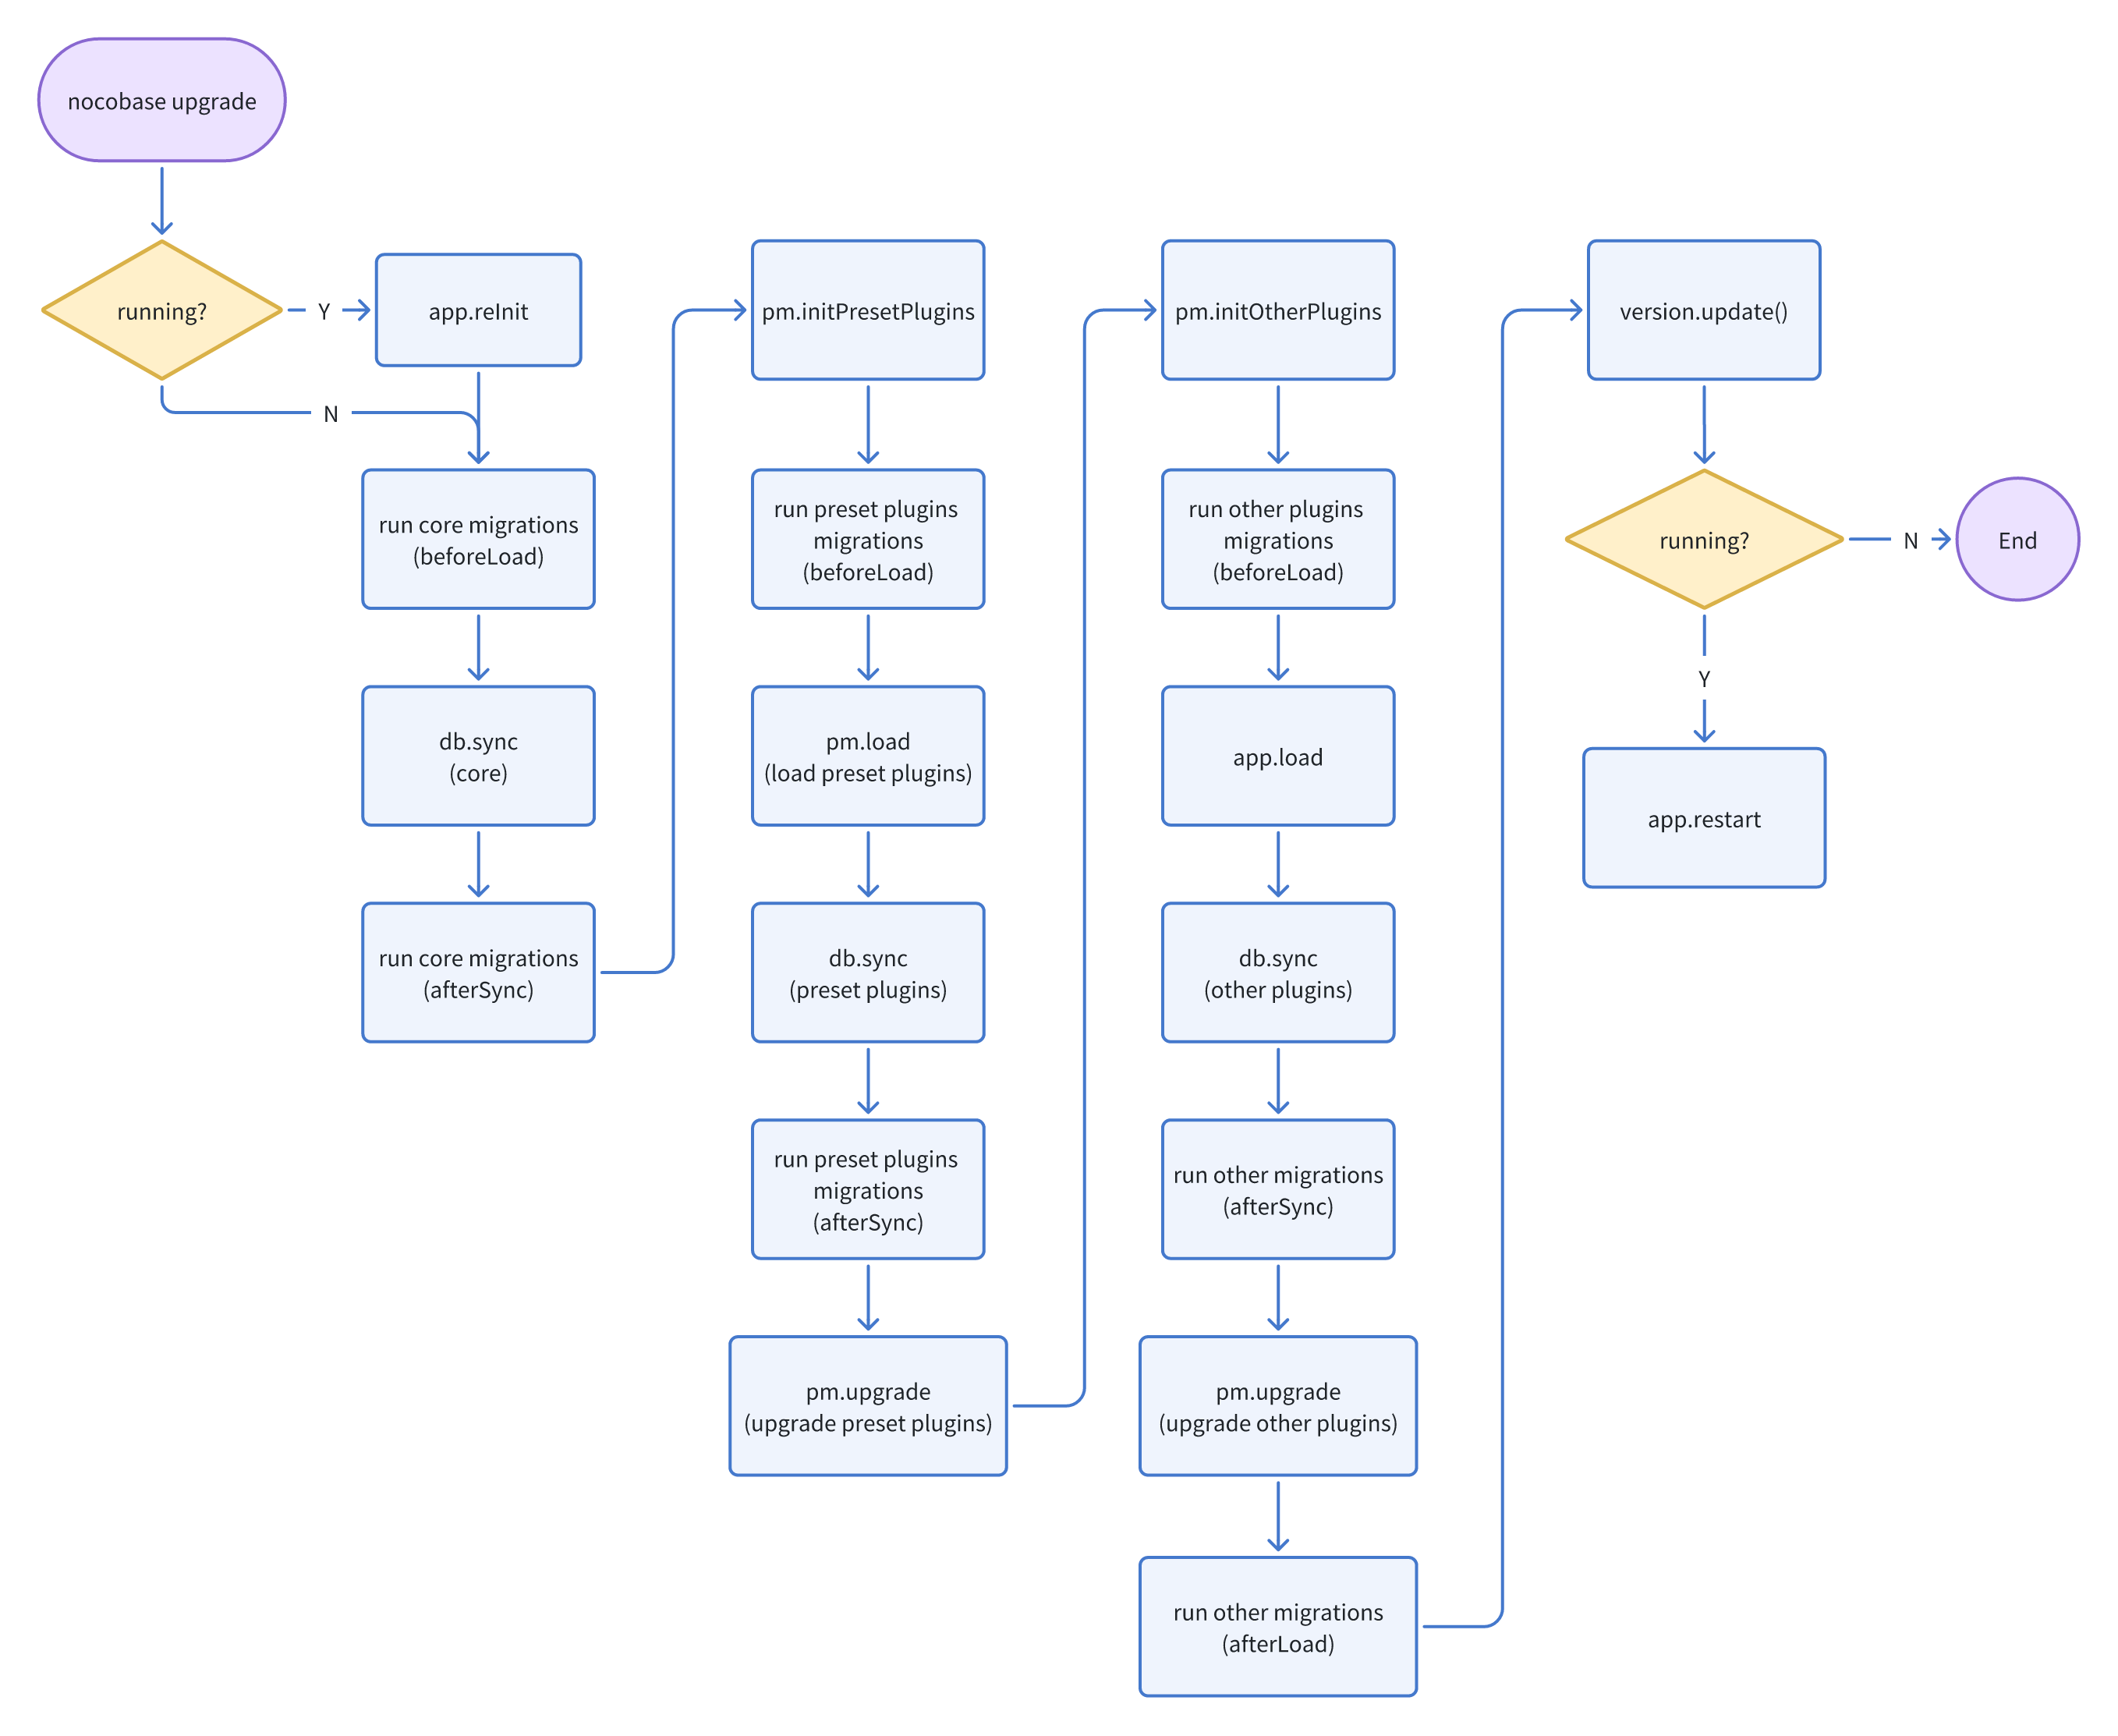 nocobase upgrade
running?
Y
app.reInit
N
run core migrations
(beforeLoad)
db.sync
(core)
run core migrations
(afterSync)
pm.initPresetPlugins
run preset plugins
migrations
(beforeLoad)
pm.load
(load preset plugins)
db.sync
(preset plugins)
run preset plugins
migrations
(afterSync)
pm.upgrade
(upgrade preset plugins)
pm.initOtherPlugins
run other plugins
migrations
(beforeLoad)
app.load
db.sync
(other plugins)
run other migrations
(afterSync)
pm.upgrade
(upgrade other plugins)
run other migrations
(afterLoad)
version.update()
running?
N
End
Y
app.restart